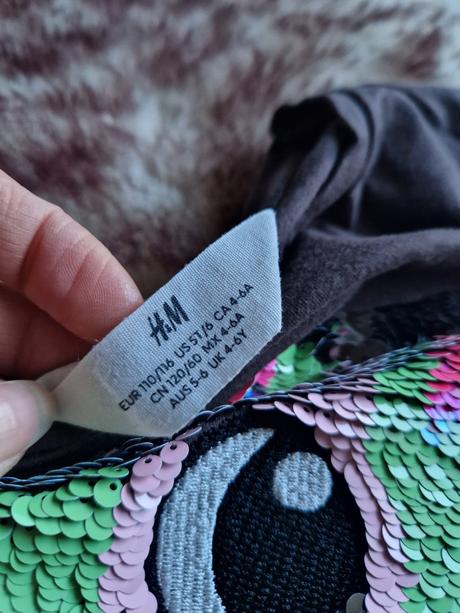 H&M
EUR 110/116 US 5T/6 CA 4-6A
CN 120/60 MX 4-6A
AUS 5-6 UK 4-6Y